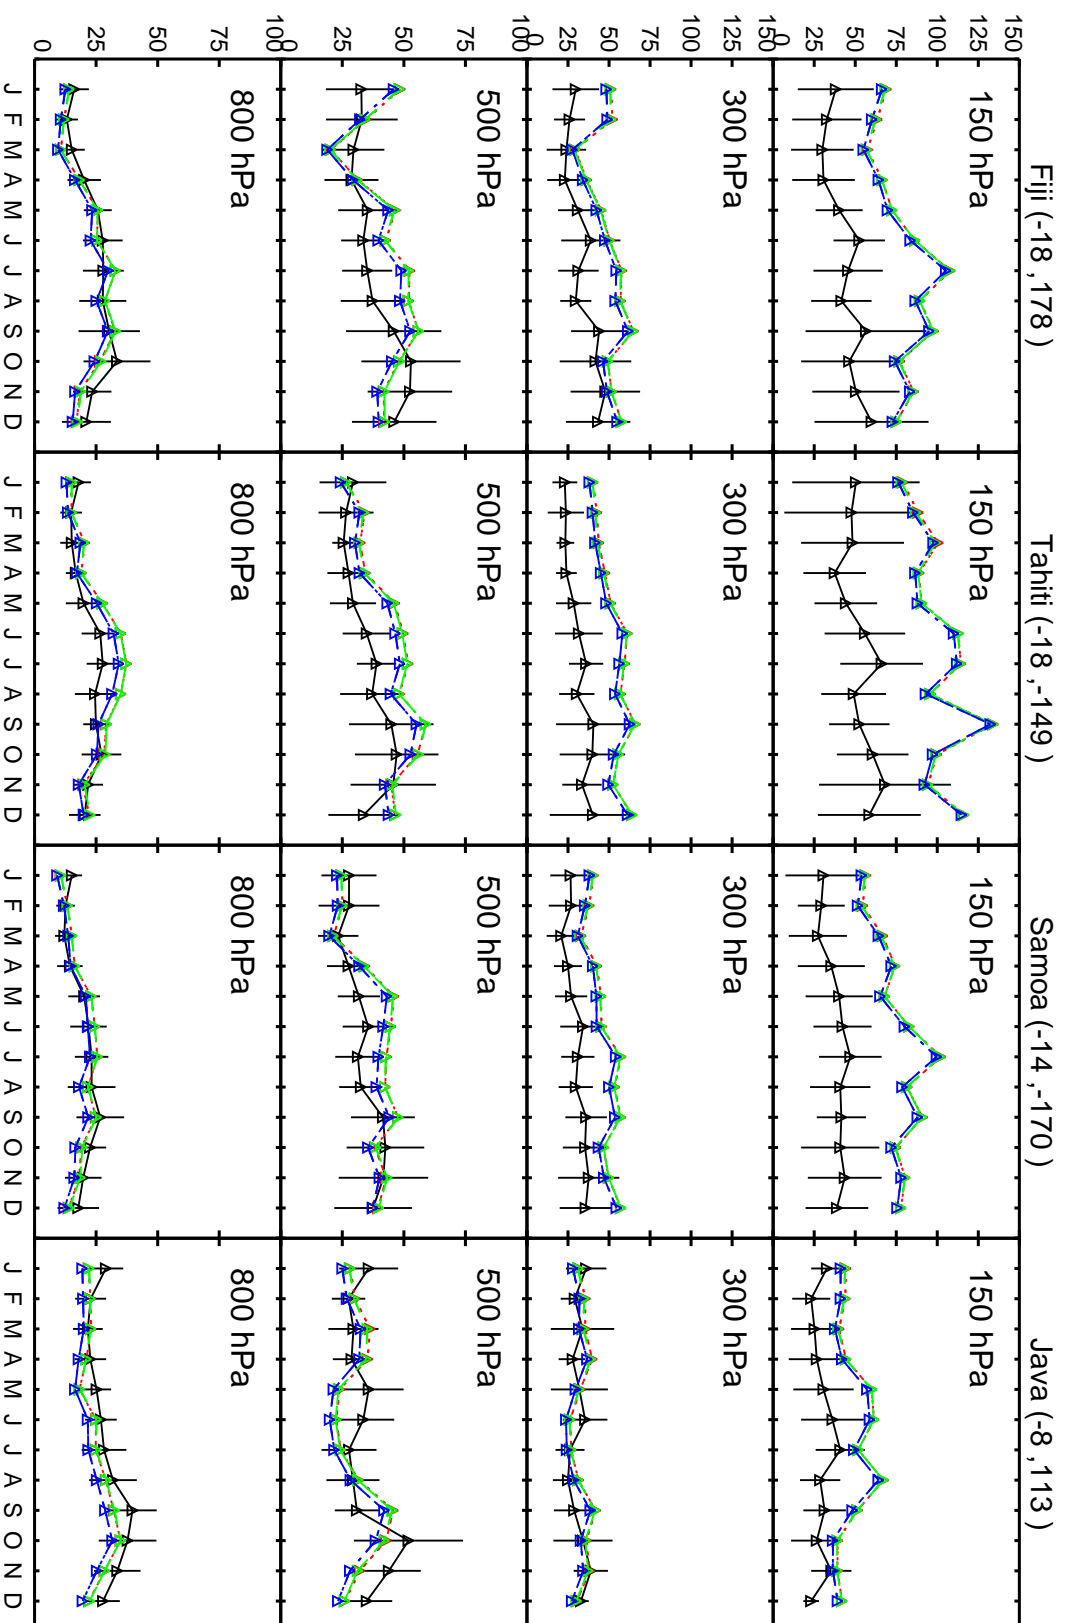 Fiji (-18 ,178 )
Tahiti (-18 ,-149 )
Samoa (-14 ,-170 )
Java (-8 ,113 )
150
125
100
75
50
25
0
150 hPa
150 hPa
150 hPa
150 hPa
150
125
100
75
50
25
0
300 hPa
300 hPa
300 hPa
300 hPa
100
75
50
25
0
500 hPa
500 hPa
500 hPa
500 hPa
100
75
50
25
0
800 hPa
800 hPa
800 hPa
800 hPa
J F M A M J J A S O N D
J F M A M J J A S O N D
J F M A M J J A S O N D
J F M A M J J A S O N D